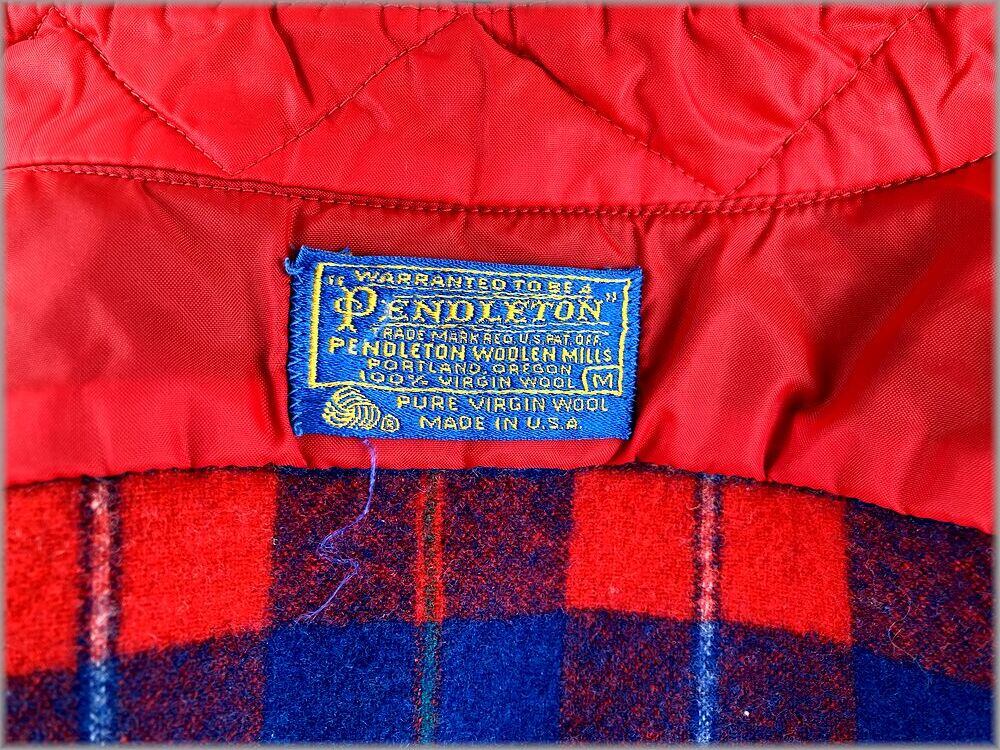 WARRANTED TO BE A
"PENDLETON"
TRADE MARK REG. U.S. PAT. OFF.
PENDLETON WOOLEN MILLS
PORTLAND, OREGON
100% VIRGIN WOOL M
PURE VIRGIN WOOL
® MADE IN U.S.A.